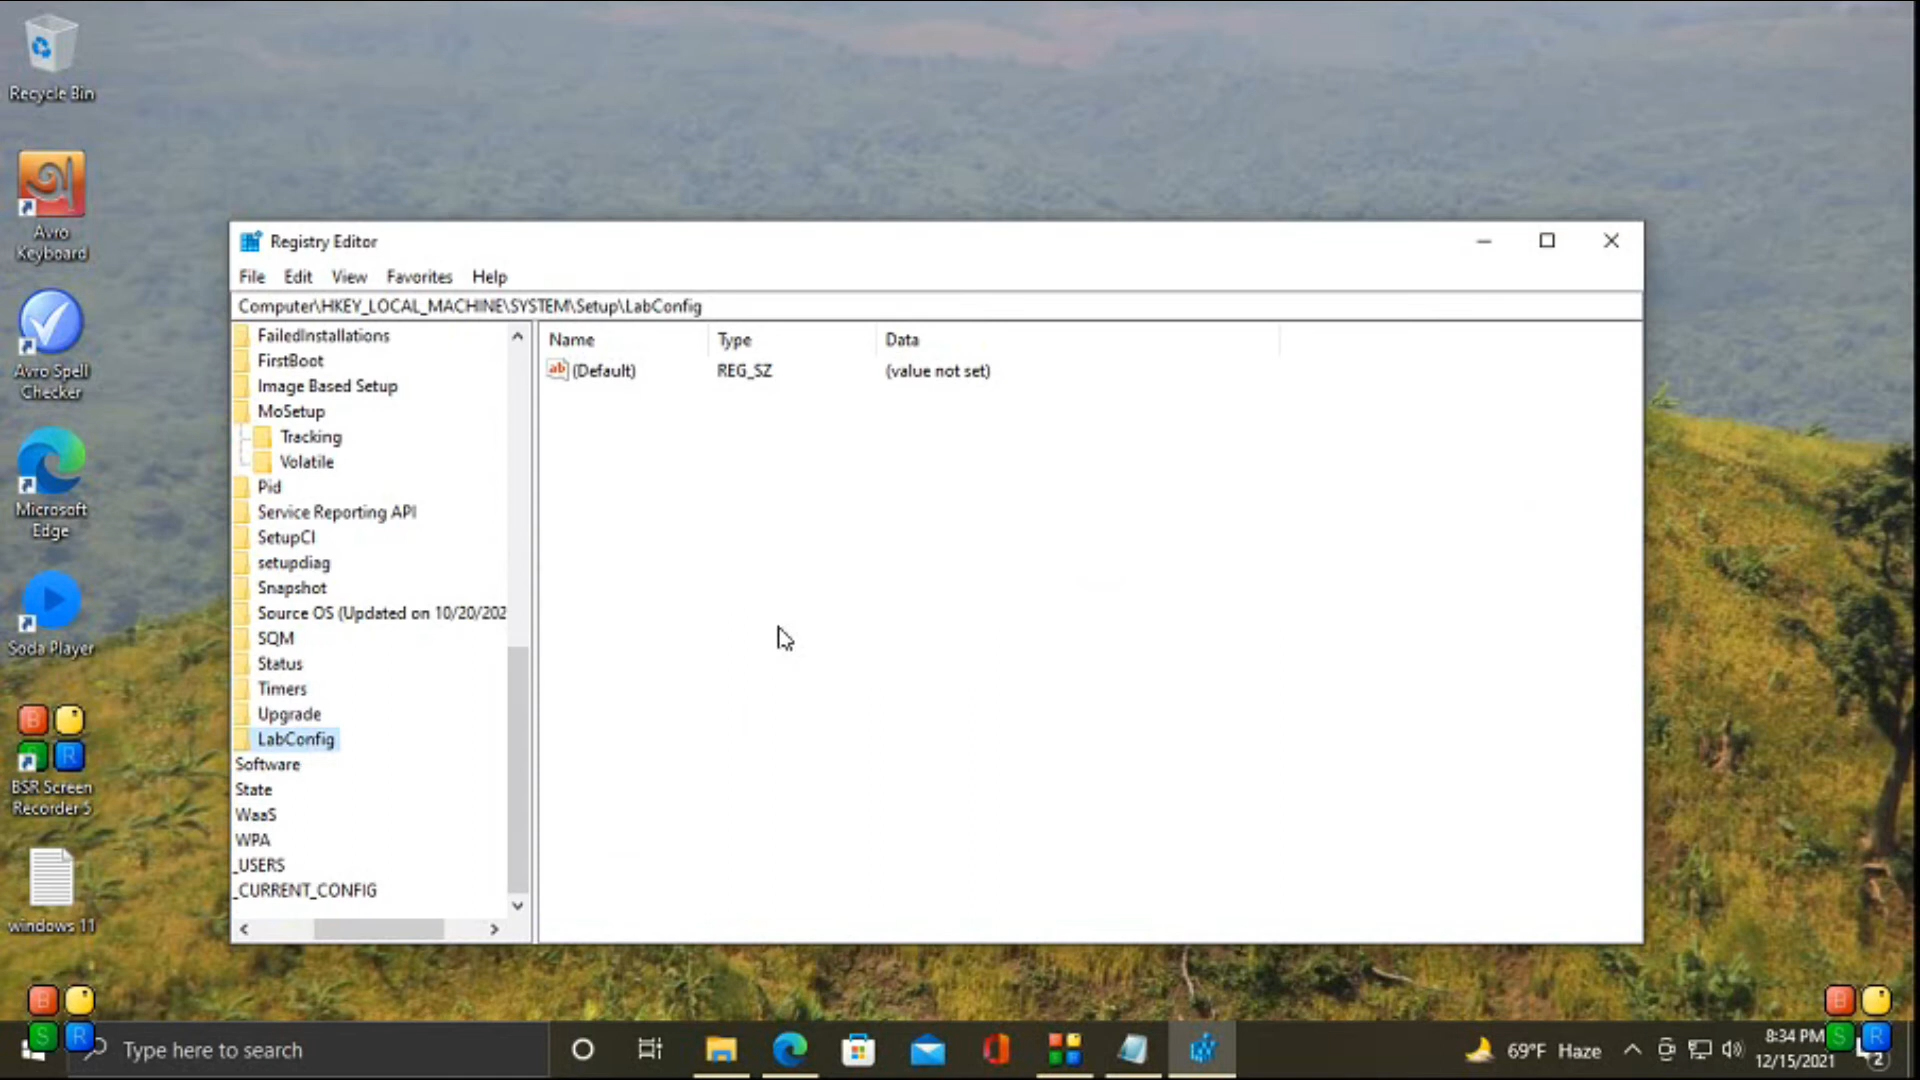 Recycle Bin
Avro
Keyboard
Avro Spell
Checker
Microsoft
Edge
Soda Player
BSR Screen
Recorder 5
windows 11
Registry Editor
File Edit View Favorites Help
Computer\HKEY_LOCAL_MACHINE\SYSTEM\Setup\LabConfig
FailedInstallations
FirstBoot
Image Based Setup
MoSetup
Tracking
Volatile
Pid
Service Reporting API
SetupCl
setupdiag
Snapshot
Source OS (Updated on 10/20/202
SQM
Status
Timers
Upgrade
LabConfig
Software
State
WaaS
WPA
_USERS
_CURRENT_CONFIG
Name Type Data
ab (Default) REG_SZ (value not set)
B
S R
Type here to search
69°F Haze
8:34 PM
12/15/2021
B
S R
2